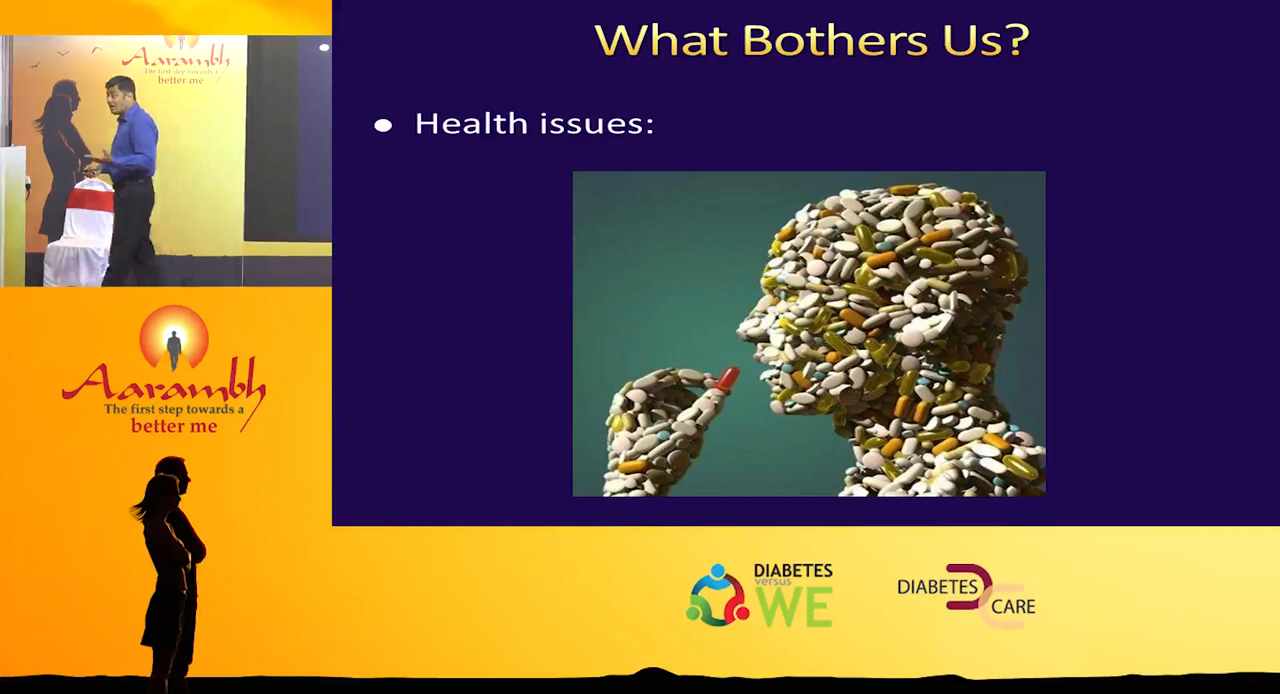 Aarambh
The first step towards a
better me
What Bothers Us?
● Health issues:
Aarambh
The first step towards a
better me
DIABETES
versus
WE
DIABETES
CARE